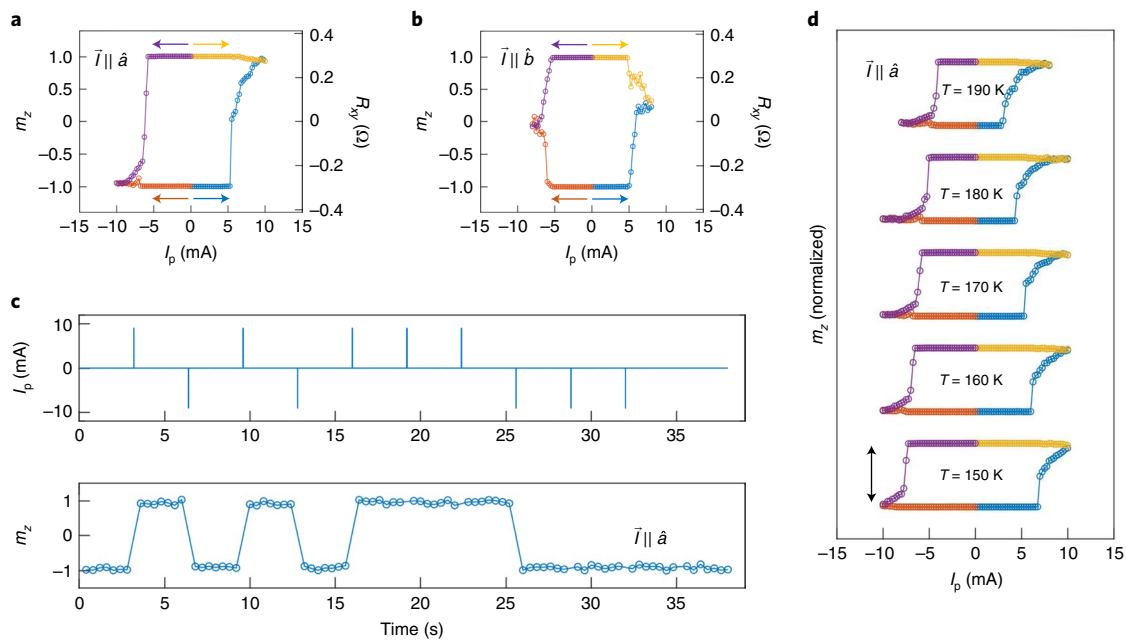 a
1.0
0.5
0
−0.5
−1.0
m_z
I⃗ || â
0.4
0.2
0
−0.2
−0.4
R_xy (Ω)
−15 −10 −5 0 5 10 15
I_p (mA)
b
1.0
0.5
0
−0.5
−1.0
m_z
I⃗ || b̂
0.4
0.2
0
−0.2
−0.4
R_xy (Ω)
−15 −10 −5 0 5 10 15
I_p (mA)
c
10
0
−10
I_p (mA)
0 5 10 15 20 25 30 35
1
0
−1
m_z
I⃗ || â
0 5 10 15 20 25 30 35
Time (s)
d
I⃗ || â
T = 190 K
T = 180 K
T = 170 K
T = 160 K
T = 150 K
m_z (normalized)
−15 −10 −5 0 5 10 15
I_p (mA)